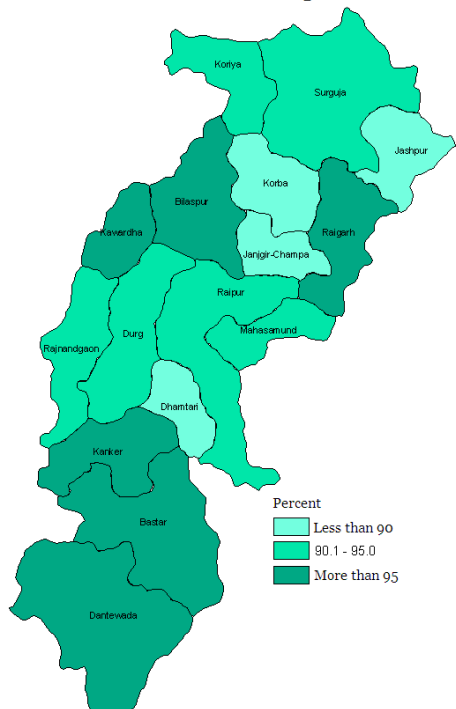 Koriya
Surguja
Jashpur
Korba
Bilaspur
Kawardha
Raigarh
Janjgir-Champa
Raipur
Mahasamund
Durg
Rajnandgaon
Dhamtari
Kanker
Percent
Less than 90
90.1 - 95.0
More than 95
Bastar
Dantewada